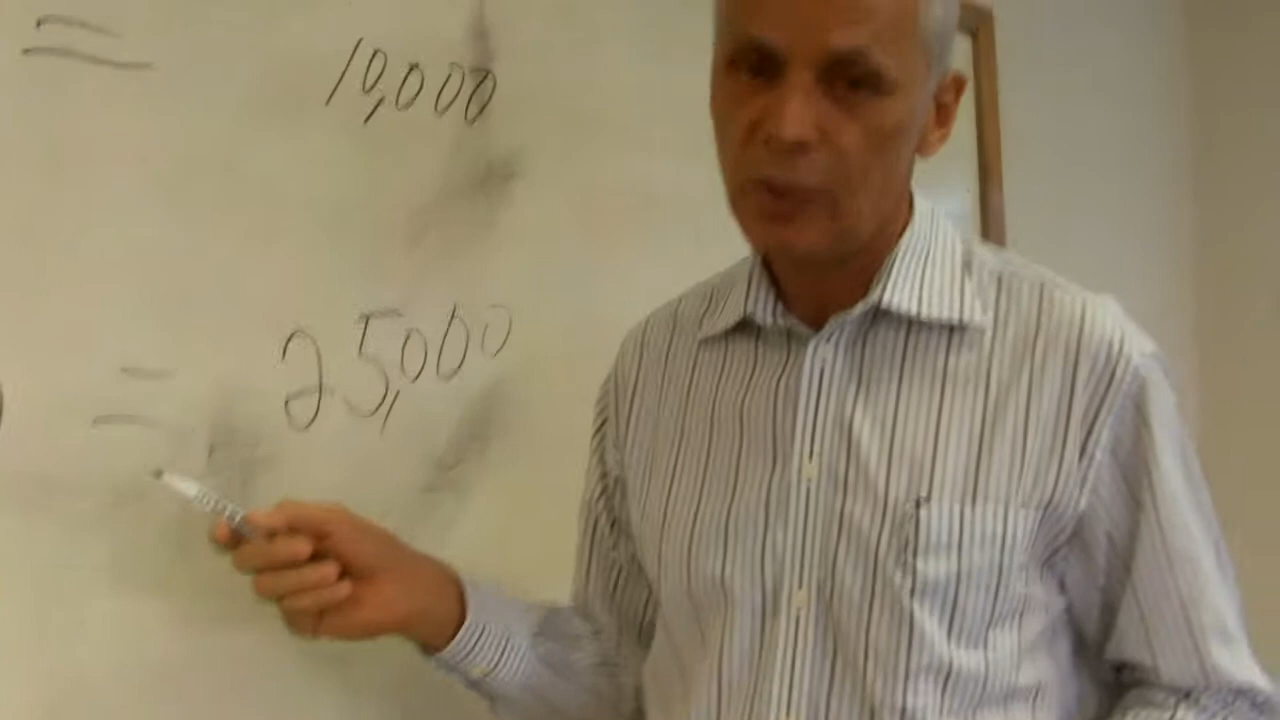 = 10,000
= 25,000